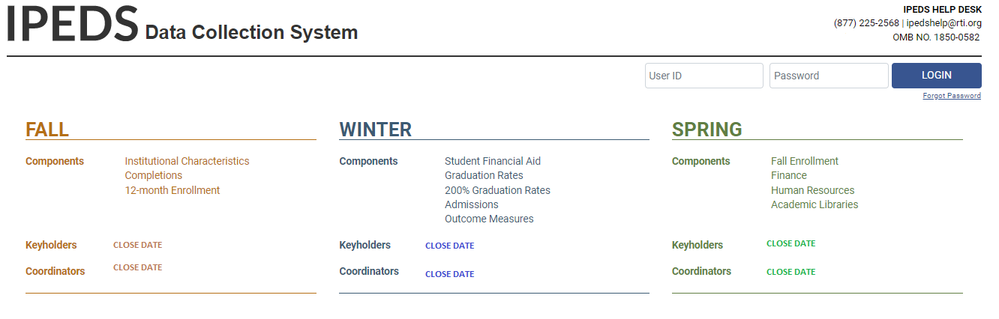 IPEDS Data Collection System
IPEDS HELP DESK
(877) 225-2568 | ipedshelp@rti.org
OMB NO. 1850-0582
User ID
Password
LOGIN
Forgot Password
FALL
Components
Institutional Characteristics
Completions
12-month Enrollment
Keyholders CLOSE DATE
Coordinators CLOSE DATE
WINTER
Components
Student Financial Aid
Graduation Rates
200% Graduation Rates
Admissions
Outcome Measures
Keyholders CLOSE DATE
Coordinators CLOSE DATE
SPRING
Components
Fall Enrollment
Finance
Human Resources
Academic Libraries
Keyholders CLOSE DATE
Coordinators CLOSE DATE